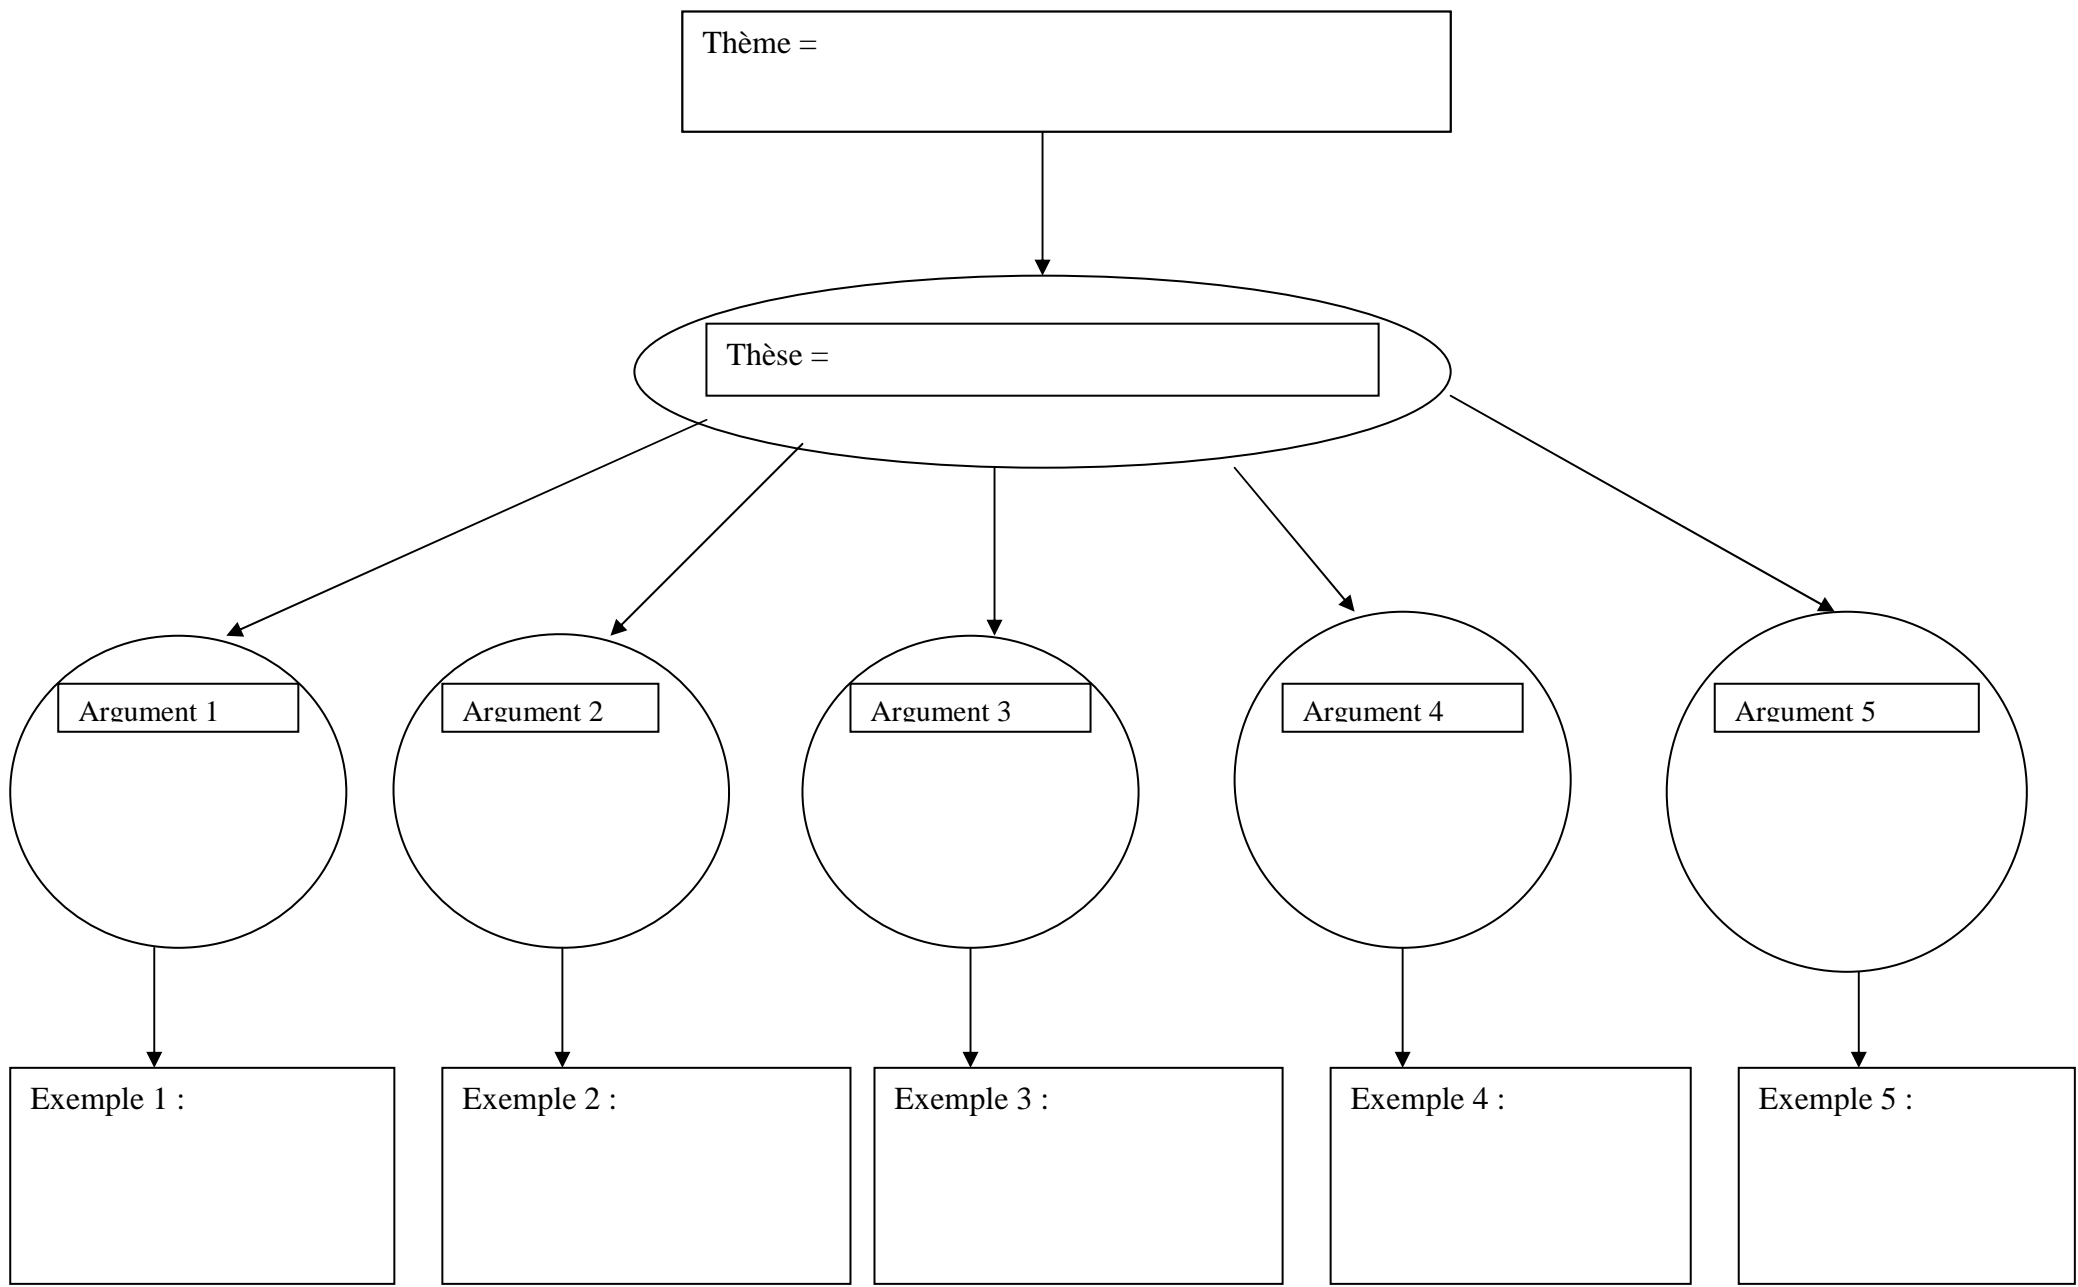 Thème =
Thèse =
Argument 1
Argument 2
Argument 3
Argument 4
Argument 5
Exemple 1 :
Exemple 2 :
Exemple 3 :
Exemple 4 :
Exemple 5 :